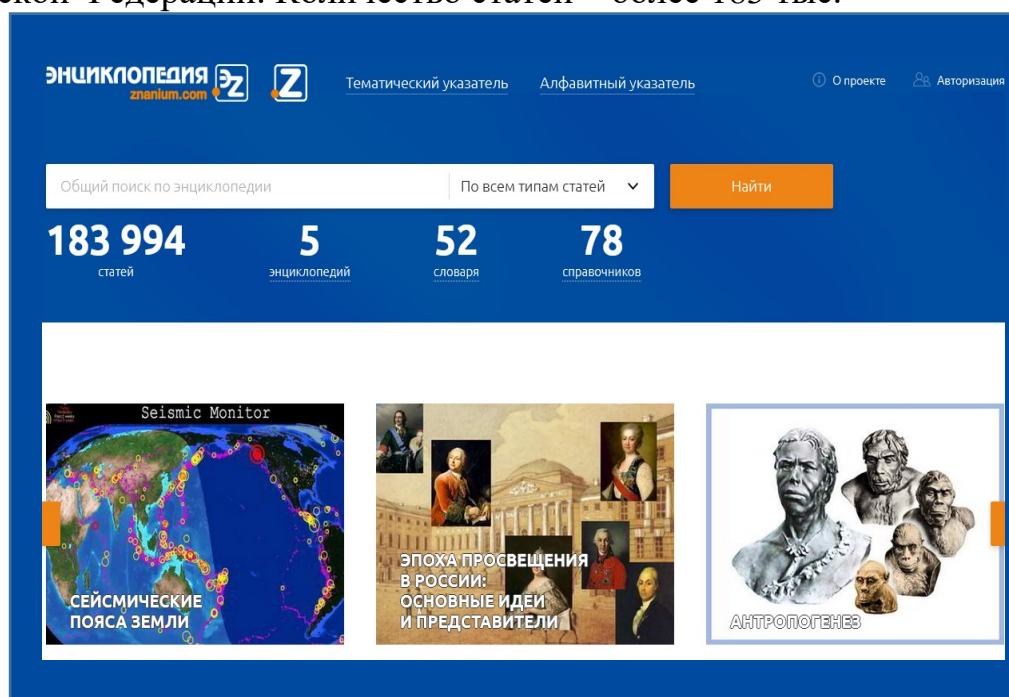 Федерации. Количество статей – более 183 тыс.
ЭНЦИКЛОПЕДИЯ
znanium.com
Тематический указатель
Алфавитный указатель
О проекте
Авторизация
Общий поиск по энциклопедии
По всем типам статей
Найти
183 994
5
52
78
статей
энциклопедий
словаря
справочников
Seismic Monitor
СЕЙСМИЧЕСКИЕ
ПОЯСА ЗЕМЛИ
ЭПОХА ПРОСВЕЩЕНИЯ
В РОССИИ:
ОСНОВНЫЕ ИДЕИ
И ПРЕДСТАВИТЕЛИ
АНТРОПОГЕНЕЗ